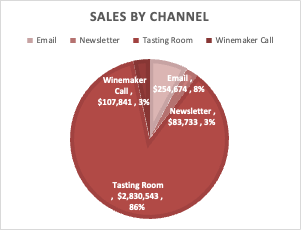 SALES BY CHANNEL
Email Newsletter Tasting Room Winemaker Call
Winemaker
Call ,
$107,841 , 3%
Email ,
$254,674 , 8%
Newsletter ,
$83,733 , 3%
Tasting Room
, $2,830,543 ,
86%